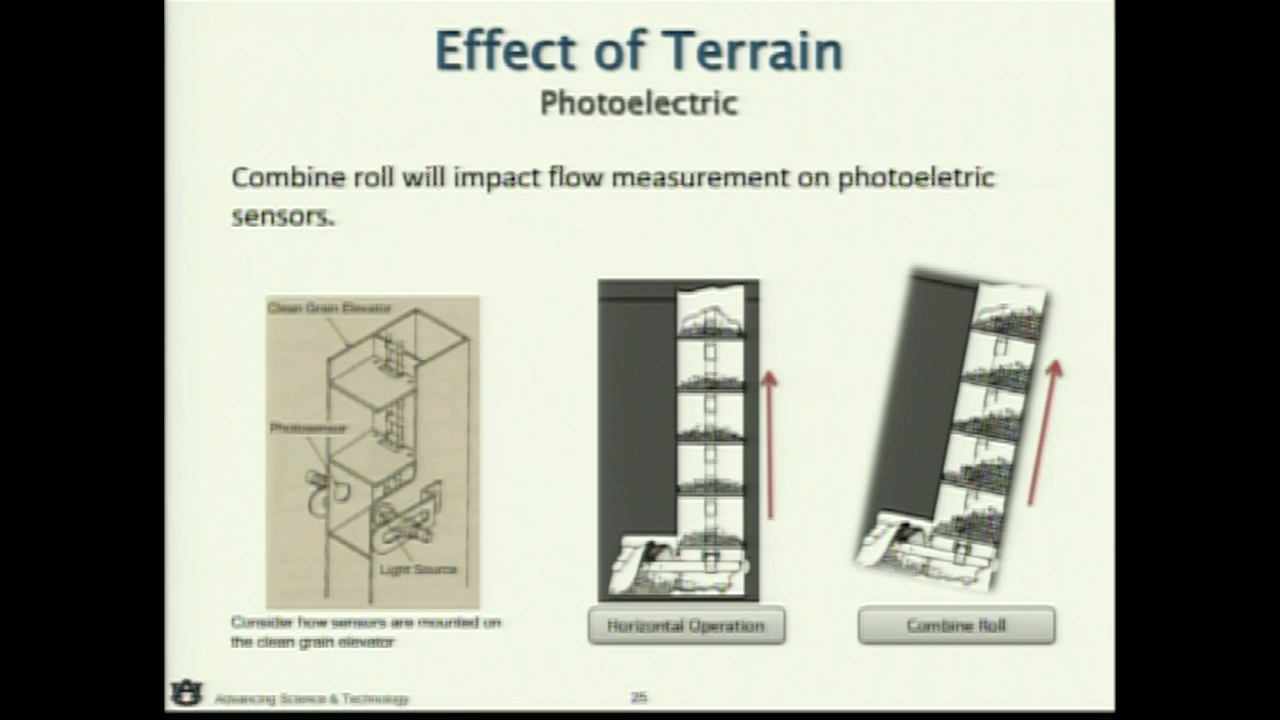 Effect of Terrain
Photoelectric
Combine roll will impact flow measurement on photoeletric
sensors.
Clean Grain Elevator
Photosensor
Light Source
Consider how sensors are mounted on
the clean grain elevator
Horizontal Operation
Combine Roll
Advancing Science & Technology
25